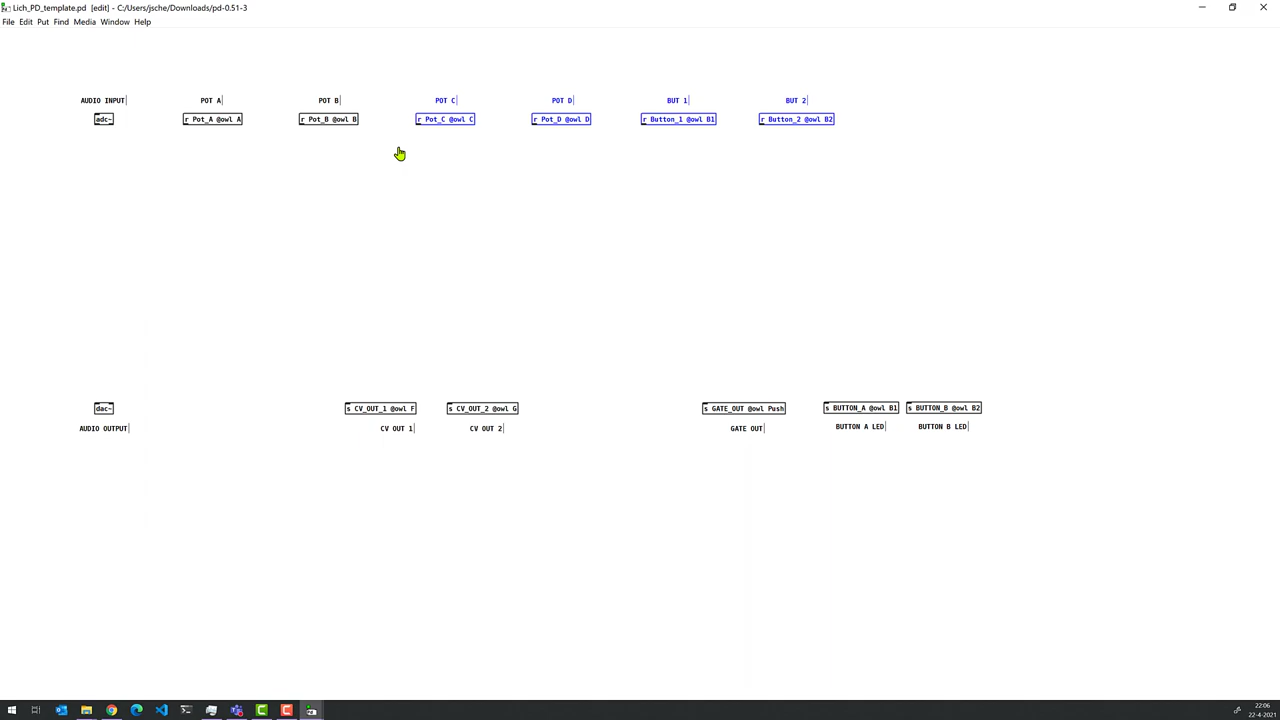 Lich_PD_template.pd [edit] - C:/Users/jsche/Downloads/pd-0.51-3
File Edit Put Find Media Window Help
AUDIO INPUT POT A POT B POT C POT D BUT 1 BUT 2
adc~ r Pot_A @owl A r Pot_B @owl B r Pot_C @owl C r Pot_D @owl D r Button_1 @owl B1 r Button_2 @owl B2
dac~ s CV_OUT_1 @owl F s CV_OUT_2 @owl G s GATE_OUT @owl Push s BUTTON_A @owl B1 s BUTTON_B @owl B2
AUDIO OUTPUT CV OUT 1 CV OUT 2 GATE OUT BUTTON A LED BUTTON B LED
22:06
22-4-2021